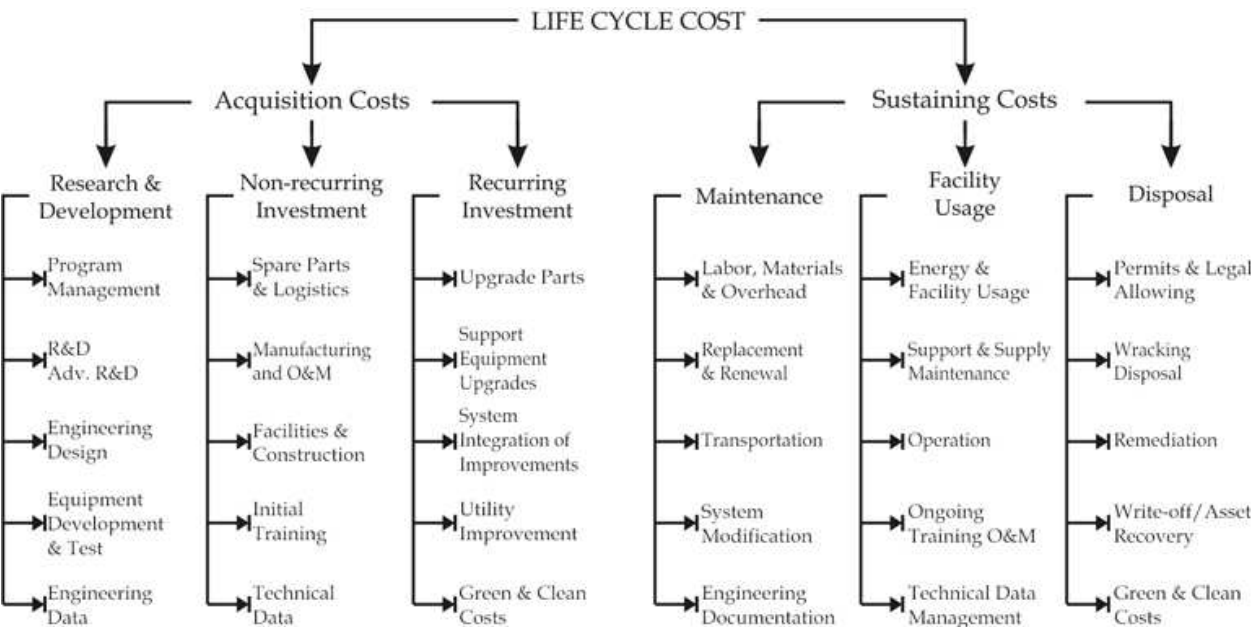 LIFE CYCLE COST
Acquisition Costs
Sustaining Costs
Research &
Development
Program
Management
R&D
Adv. R&D
Engineering
Design
Equipment
Development
& Test
Engineering
Data
Non-recurring
Investment
Spare Parts
& Logistics
Manufacturing
and O&M
Facilities &
Construction
Initial
Training
Technical
Data
Recurring
Investment
Upgrade Parts
Support
Equipment
Upgrades
System
Integration of
Improvements
Utility
Improvement
Green & Clean
Costs
Maintenance
Labor, Materials
& Overhead
Replacement
& Renewal
Transportation
System
Modification
Engineering
Documentation
Facility
Usage
Energy &
Facility Usage
Support & Supply
Maintenance
Operation
Ongoing
Training O&M
Technical Data
Management
Disposal
Permits & Legal
Allowing
Wracking
Disposal
Remediation
Write-off/Asset
Recovery
Green & Clean
Costs